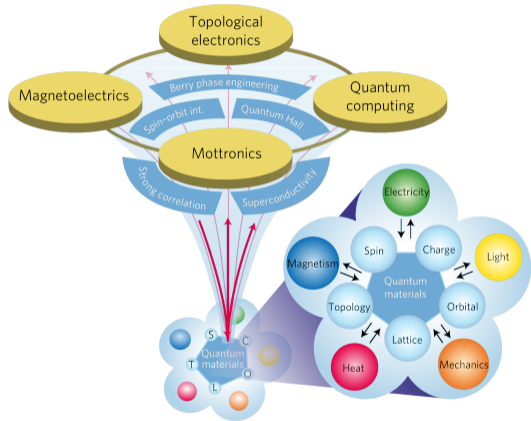 Topological
electronics
Magnetoelectrics
Berry phase engineering
Quantum
computing
Spin–orbit int.
Quantum Hall
Mottronics
Strong correlation
Superconductivity
Electricity
Spin
Charge
Magnetism
Light
Quantum
materials
Topology
Orbital
Lattice
Heat
Mechanics
S
C
Quantum
materials
T
O
L